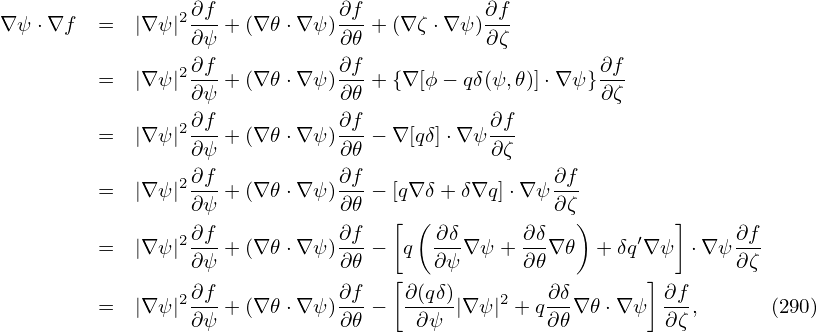 ∇ψ · ∇f = |∇ψ|² ∂f/∂ψ + (∇θ · ∇ψ) ∂f/∂θ + (∇ζ · ∇ψ) ∂f/∂ζ
= |∇ψ|² ∂f/∂ψ + (∇θ · ∇ψ) ∂f/∂θ + {∇[ϕ − qδ(ψ, θ)] · ∇ψ} ∂f/∂ζ
= |∇ψ|² ∂f/∂ψ + (∇θ · ∇ψ) ∂f/∂θ − ∇[qδ] · ∇ψ ∂f/∂ζ
= |∇ψ|² ∂f/∂ψ + (∇θ · ∇ψ) ∂f/∂θ − [q∇δ + δ∇q] · ∇ψ ∂f/∂ζ
= |∇ψ|² ∂f/∂ψ + (∇θ · ∇ψ) ∂f/∂θ − [q (∂δ/∂ψ ∇ψ + ∂δ/∂θ ∇θ) + δq′∇ψ] · ∇ψ ∂f/∂ζ
= |∇ψ|² ∂f/∂ψ + (∇θ · ∇ψ) ∂f/∂θ − [∂(qδ)/∂ψ |∇ψ|² + q ∂δ/∂θ ∇θ · ∇ψ] ∂f/∂ζ, (290)